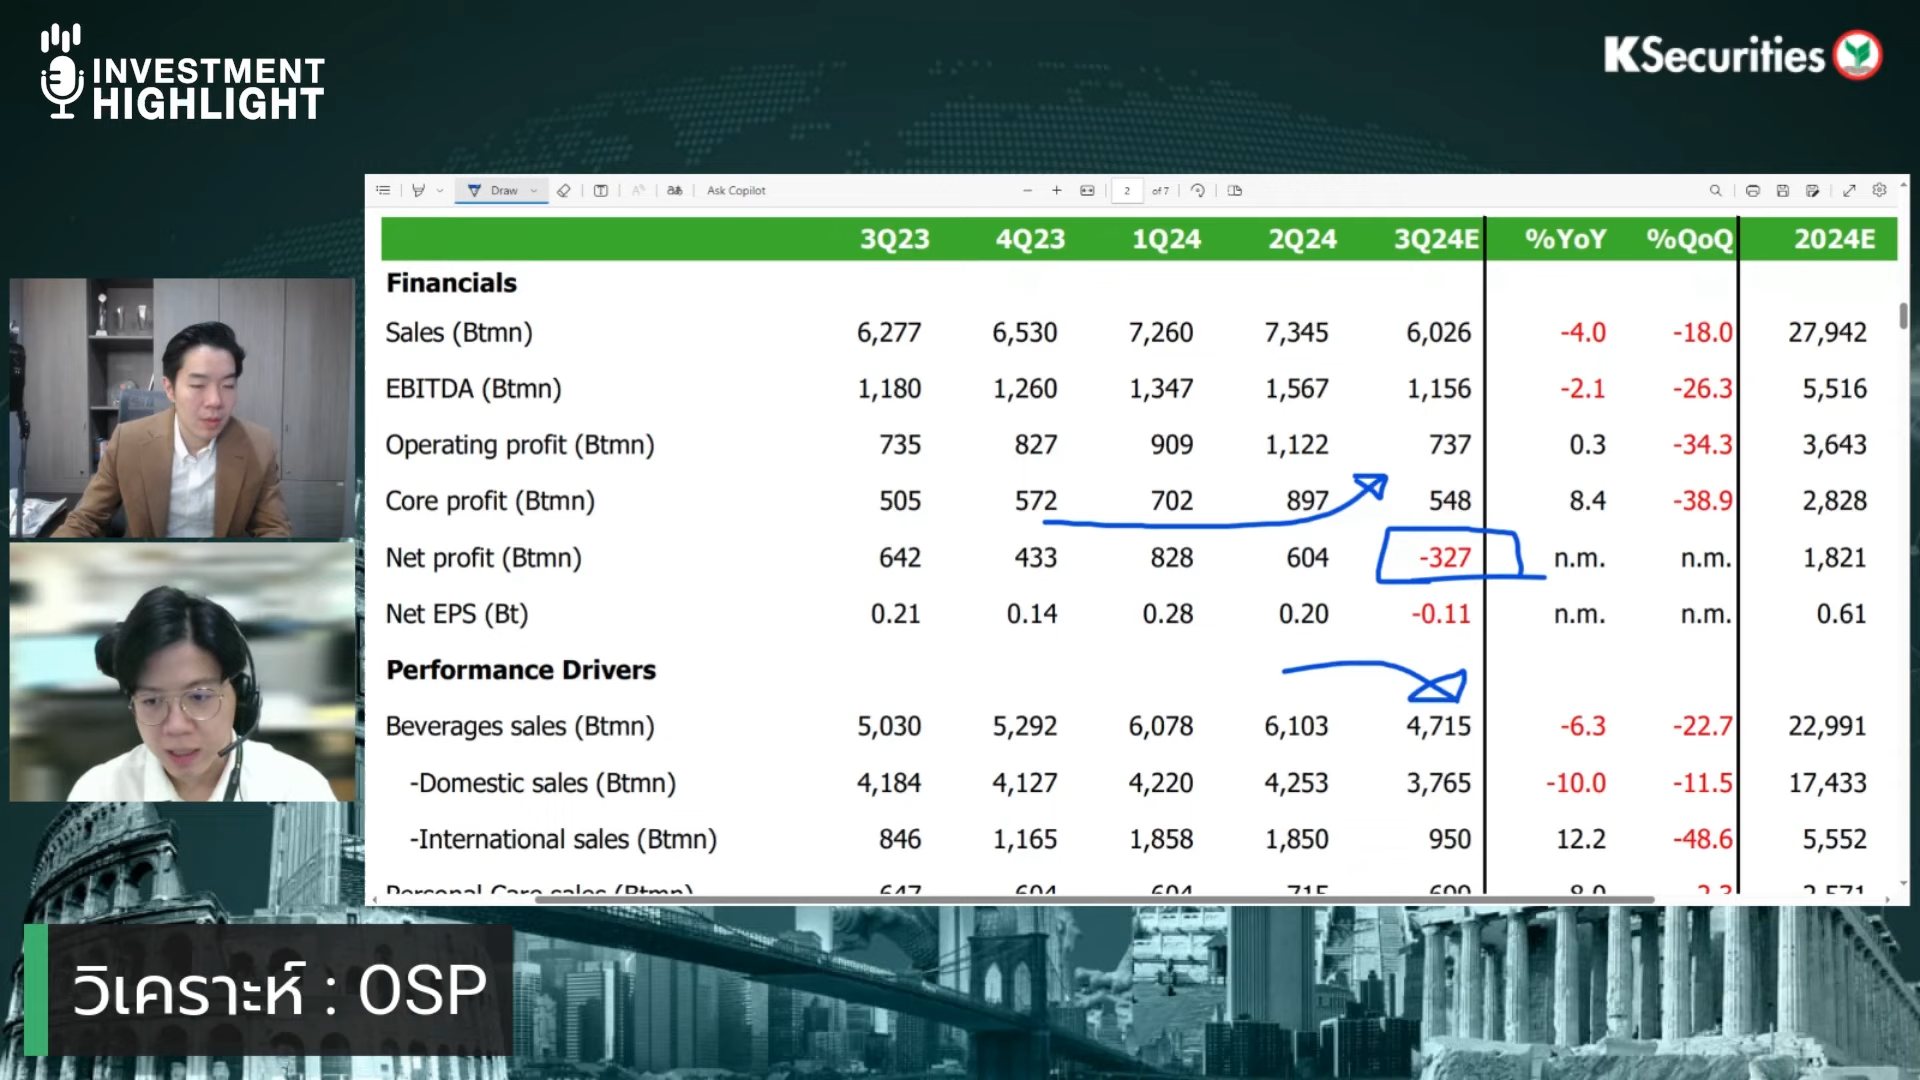 INVESTMENT
HIGHLIGHT
KSecurities
Draw
Ask Copilot
2 of 7
3Q23 4Q23 1Q24 2Q24 3Q24E %YoY %QoQ 2024E
Financials
Sales (Btmn) 6,277 6,530 7,260 7,345 6,026 -4.0 -18.0 27,942
EBITDA (Btmn) 1,180 1,260 1,347 1,567 1,156 -2.1 -26.3 5,516
Operating profit (Btmn) 735 827 909 1,122 737 0.3 -34.3 3,643
Core profit (Btmn) 505 572 702 897 548 8.4 -38.9 2,828
Net profit (Btmn) 642 433 828 604 -327 n.m. n.m. 1,821
Net EPS (Bt) 0.21 0.14 0.28 0.20 -0.11 n.m. n.m. 0.61
Performance Drivers
Beverages sales (Btmn) 5,030 5,292 6,078 6,103 4,715 -6.3 -22.7 22,991
-Domestic sales (Btmn) 4,184 4,127 4,220 4,253 3,765 -10.0 -11.5 17,433
-International sales (Btmn) 846 1,165 1,858 1,850 950 12.2 -48.6 5,552
Personal Care sales (Btmn)
วิเคราะห์ : OSP